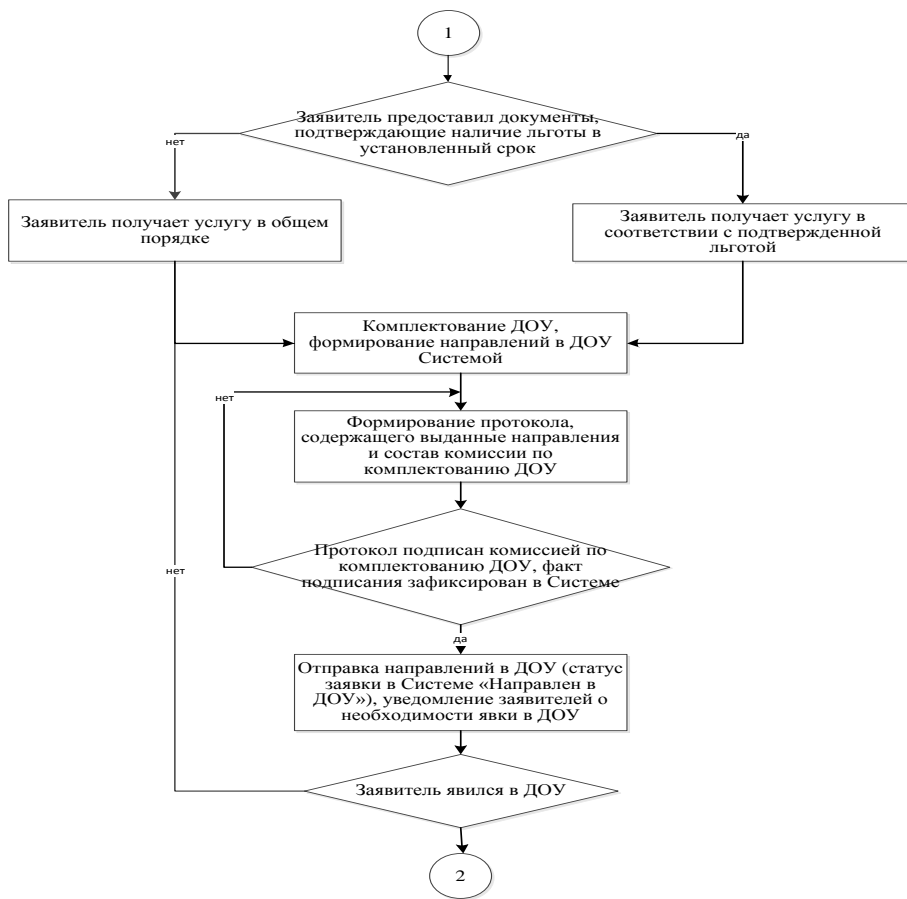 1
Заявитель предоставил документы,
подтверждающие наличие льготы в
установленный срок
нет
да
Заявитель получает услугу в общем
порядке
Заявитель получает услугу в
соответствии с подтвержденной
льготой
Комплектование ДОУ,
формирование направлений в ДОУ
Системой
нет
Формирование протокола,
содержащего выданные направления
и состав комиссии по
комплектованию ДОУ
Протокол подписан комиссией по
комплектованию ДОУ, факт
подписания зафиксирован в Системе
нет
да
Отправка направлений в ДОУ (статус
заявки в Системе «Направлен в
ДОУ»), уведомление заявителей о
необходимости явки в ДОУ
Заявитель явился в ДОУ
2